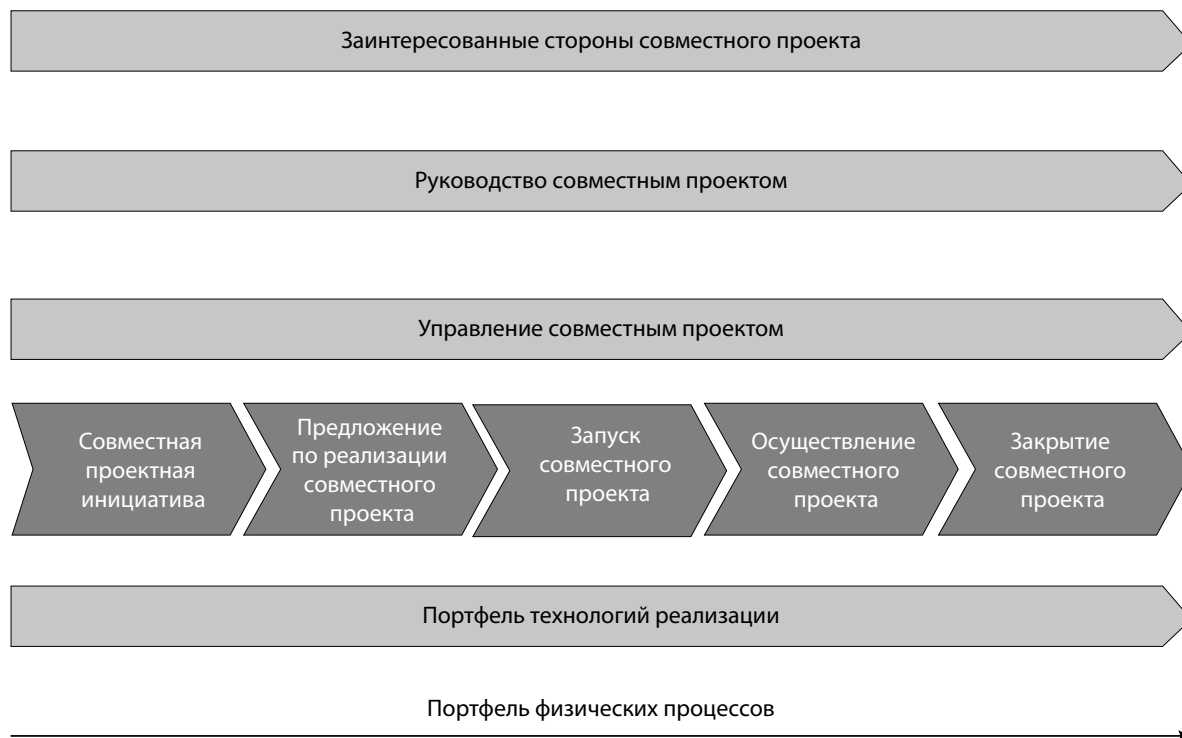 Заинтересованные стороны совместного проекта
Руководство совместным проектом
Управление совместным проектом
Совместная
проектная
инициатива
Предложение
по реализации
совместного
проекта
Запуск
совместного
проекта
Осуществление
совместного
проекта
Закрытие
совместного
проекта
Портфель технологий реализации
Портфель физических процессов